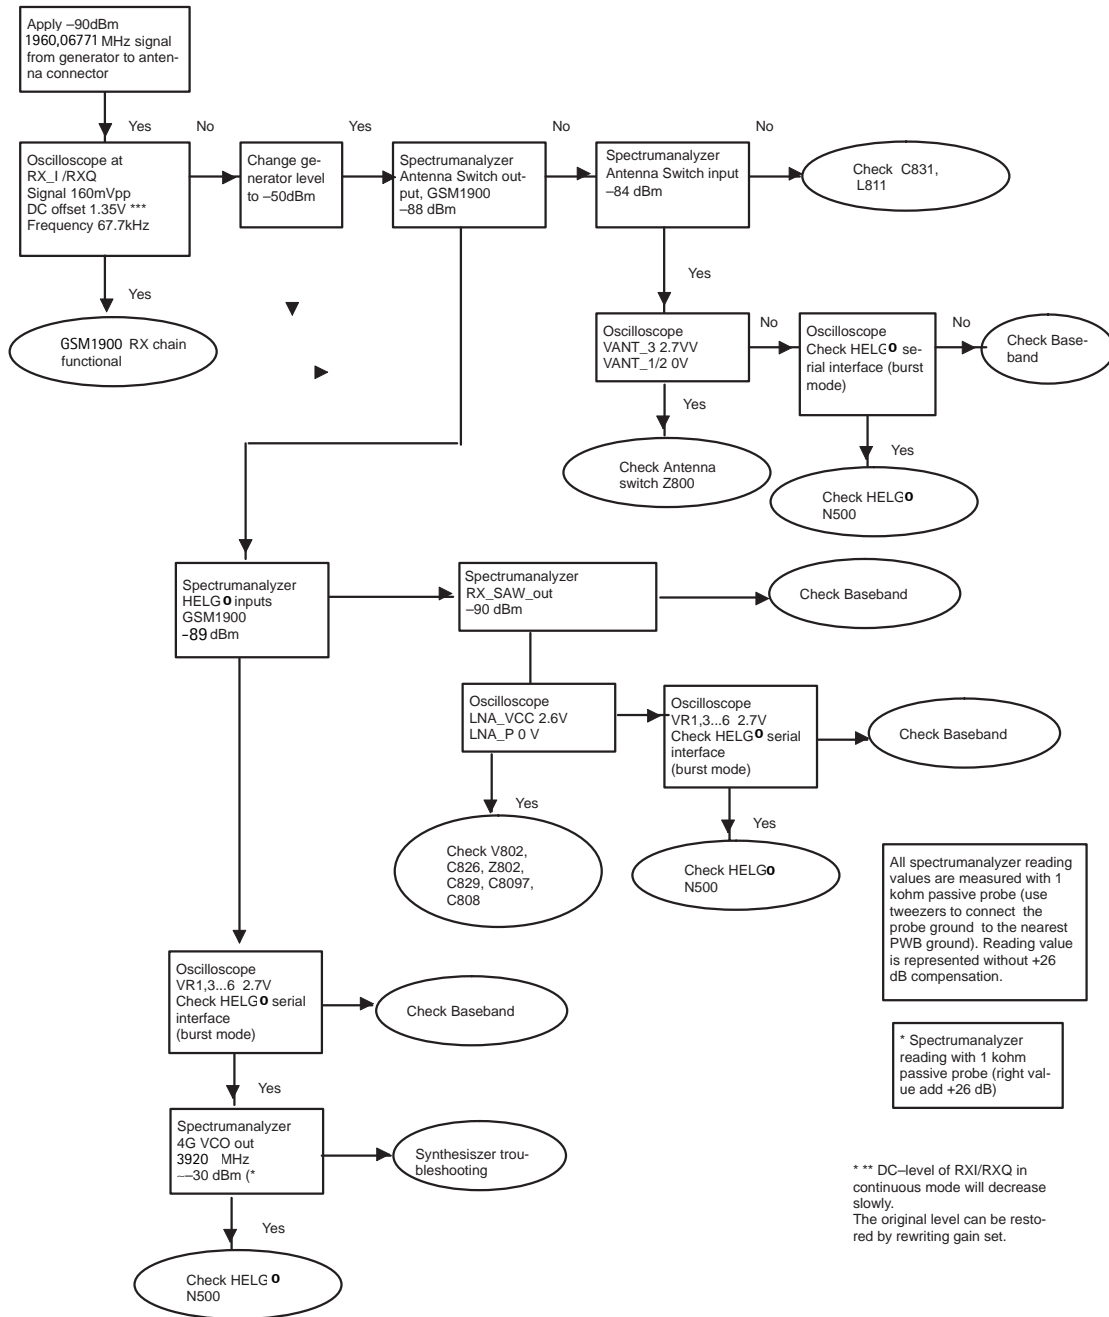 Apply –90dBm
1960,06771 MHz signal
from generator to anten-
na connector
Yes
No
Yes
No
No
Oscilloscope at
RX_I /RXQ
Signal 160mVpp
DC offset 1.35V ***
Frequency 67.7kHz
Change ge-
nerator level
to –50dBm
Spectrumanalyzer
Antenna Switch out-
put, GSM1900
–88 dBm
Spectrumanalyzer
Antenna Switch input
–84 dBm
Check C831,
L811
Yes
Yes
GSM1900 RX chain
functional
Oscilloscope
VANT_3 2.7VV
VANT_1/2 0V
No
Oscilloscope
Check HELGO se-
rial interface (burst
mode)
No
Check Base-
band
Yes
Yes
Check Antenna
switch Z800
Check HELGO
N500
Spectrumanalyzer
HELGO inputs
GSM1900
-89 dBm
Spectrumanalyzer
RX_SAW_out
–90 dBm
Check Baseband
Oscilloscope
LNA_VCC 2.6V
LNA_P 0 V
Oscilloscope
VR1,3...6 2.7V
Check HELGO serial
interface
(burst mode)
Check Baseband
Yes
Yes
Check V802,
C826, Z802,
C829, C8097,
C808
Check HELGO
N500
All spectrumanalyzer reading
values are measured with 1
kohm passive probe (use
tweezers to connect the
probe ground to the nearest
PWB ground). Reading value
is represented without +26
dB compensation.
Oscilloscope
VR1,3...6 2.7V
Check HELGO serial
interface
(burst mode)
Check Baseband
* Spectrumanalyzer
reading with 1 kohm
passive probe (right val-
ue add +26 dB)
Yes
Spectrumanalyzer
4G VCO out
3920 MHz
~–30 dBm (*
Synthesiszer trou-
bleshooting
* ** DC–level of RXI/RXQ in
continuous mode will decrease
slowly.
The original level can be resto-
red by rewriting gain set.
Yes
Check HELGO
N500